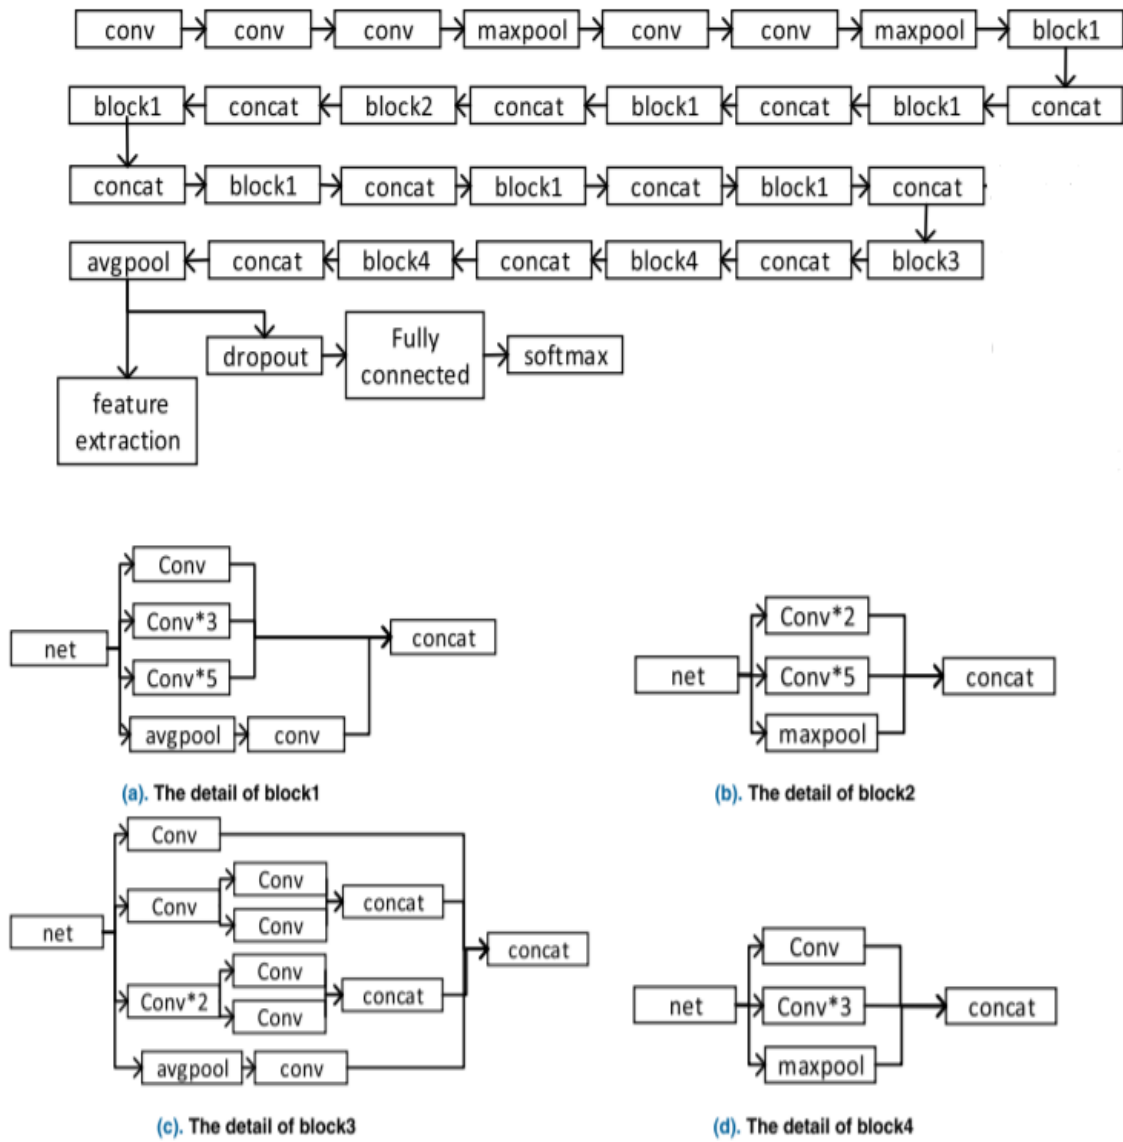 conv conv conv maxpool conv conv maxpool block1
block1 concat block2 concat block1 concat block1 concat
concat block1 concat block1 concat block1 concat
avgpool concat block4 concat block4 concat block3
dropout Fully connected softmax
feature
extraction
net
Conv
Conv*3
Conv*5
avgpool conv
concat
(a). The detail of block1
net
Conv*2
Conv*5
maxpool
concat
(b). The detail of block2
net
Conv
Conv
Conv
Conv
concat
Conv*2
Conv
Conv
concat
avgpool conv
concat
(c). The detail of block3
net
Conv
Conv*3
maxpool
concat
(d). The detail of block4